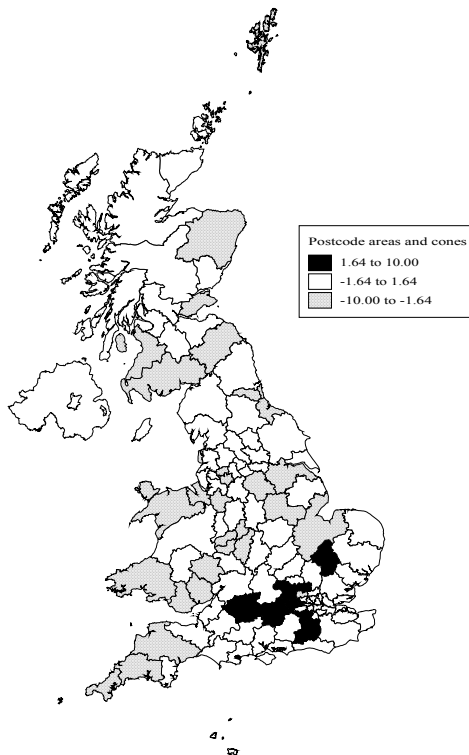 Postcode areas and cones
1.64 to 10.00
-1.64 to 1.64
-10.00 to -1.64